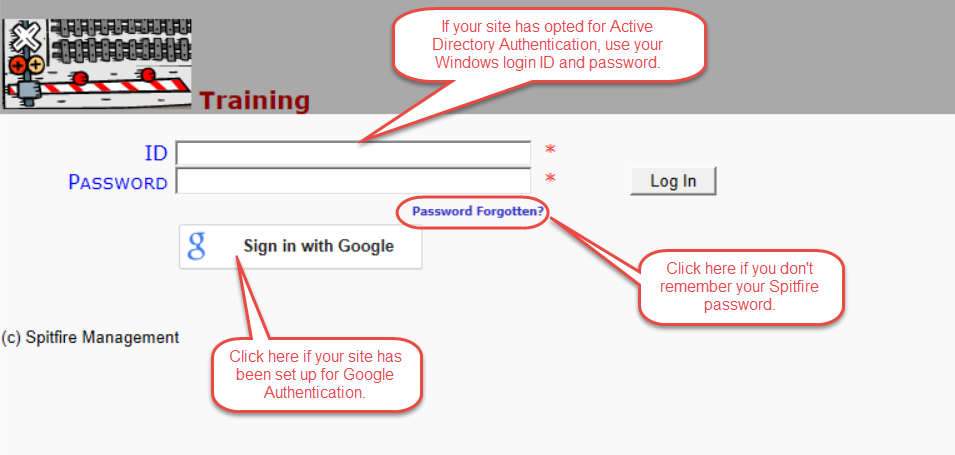 If your site has opted for Active
Directory Authentication, use your
Windows login ID and password.
Training
ID *
PASSWORD *
Log In
Password Forgotten?
g Sign in with Google
Click here if you don't
remember your Spitfire
password.
(c) Spitfire Management
Click here if your site has
been set up for Google
Authentication.